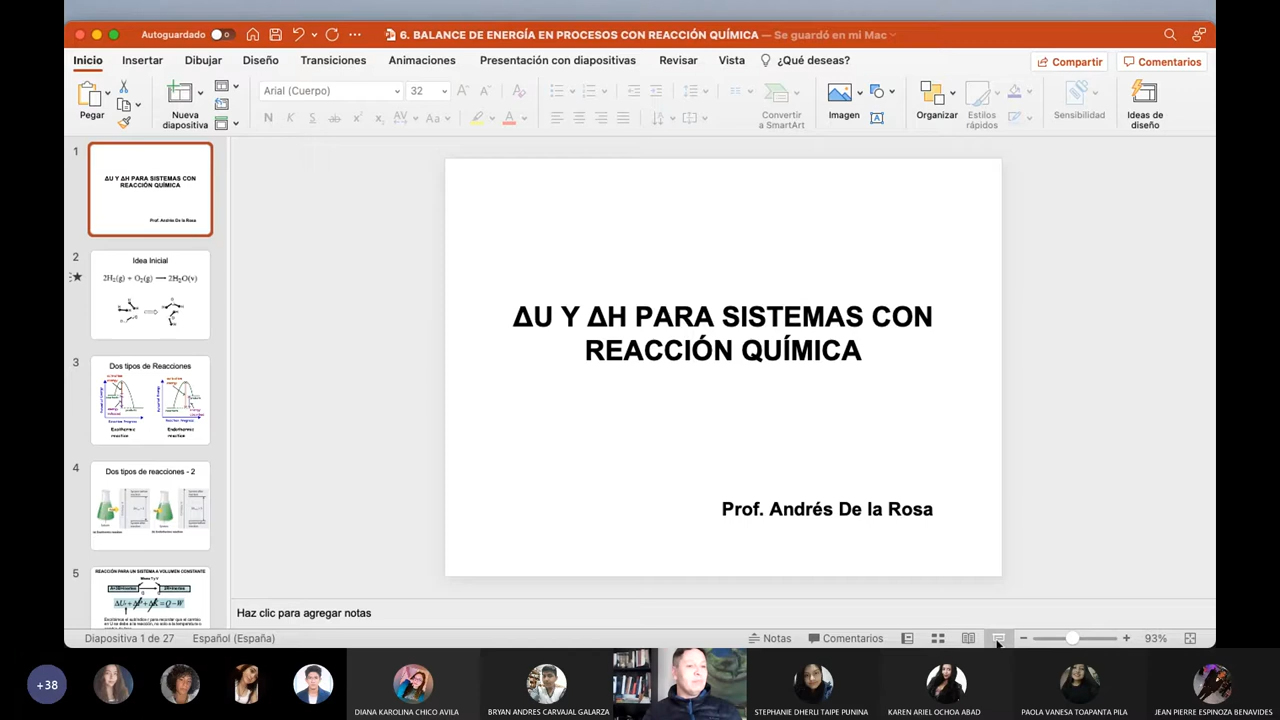 Autoguardado
6. BALANCE DE ENERGÍA EN PROCESOS CON REACCIÓN QUÍMICA — Se guardó en mi Mac
Inicio Insertar Dibujar Diseño Transiciones Animaciones Presentación con diapositivas Revisar Vista ¿Qué deseas? Compartir Comentarios
Arial (Cuerpo) 32
Pegar
Nueva
diapositiva
Convertir
a SmartArt
Imagen
Organizar
Estilos
rápidos
Sensibilidad
Ideas de
diseño
1
ΔU Y ΔH PARA SISTEMAS CON
REACCIÓN QUÍMICA
Prof. Andrés De la Rosa
2
Idea Inicial
2H₂(g) + O₂(g) ⟶ 2H₂O(v)
3
Dos tipos de Reacciones
Exothermic
reaction
Endothermic
reaction
4
Dos tipos de reacciones - 2
5
REACCIÓN PARA UN SISTEMA A VOLUMEN CONSTANTE
ΔU Y ΔH PARA SISTEMAS CON
REACCIÓN QUÍMICA
Prof. Andrés De la Rosa
Haz clic para agregar notas
Diapositiva 1 de 27 Español (España) Notas Comentarios 93%
+38
DIANA KAROLINA CHICO AVILA
BRYAN ANDRES CARVAJAL GALARZA
STEPHANIE DHERLI TAIPE PUNINA
KAREN ARIEL OCHOA ABAD
PAOLA VANESA TOAPANTA PILA
JEAN PIERRE ESPINOZA BENAVIDES